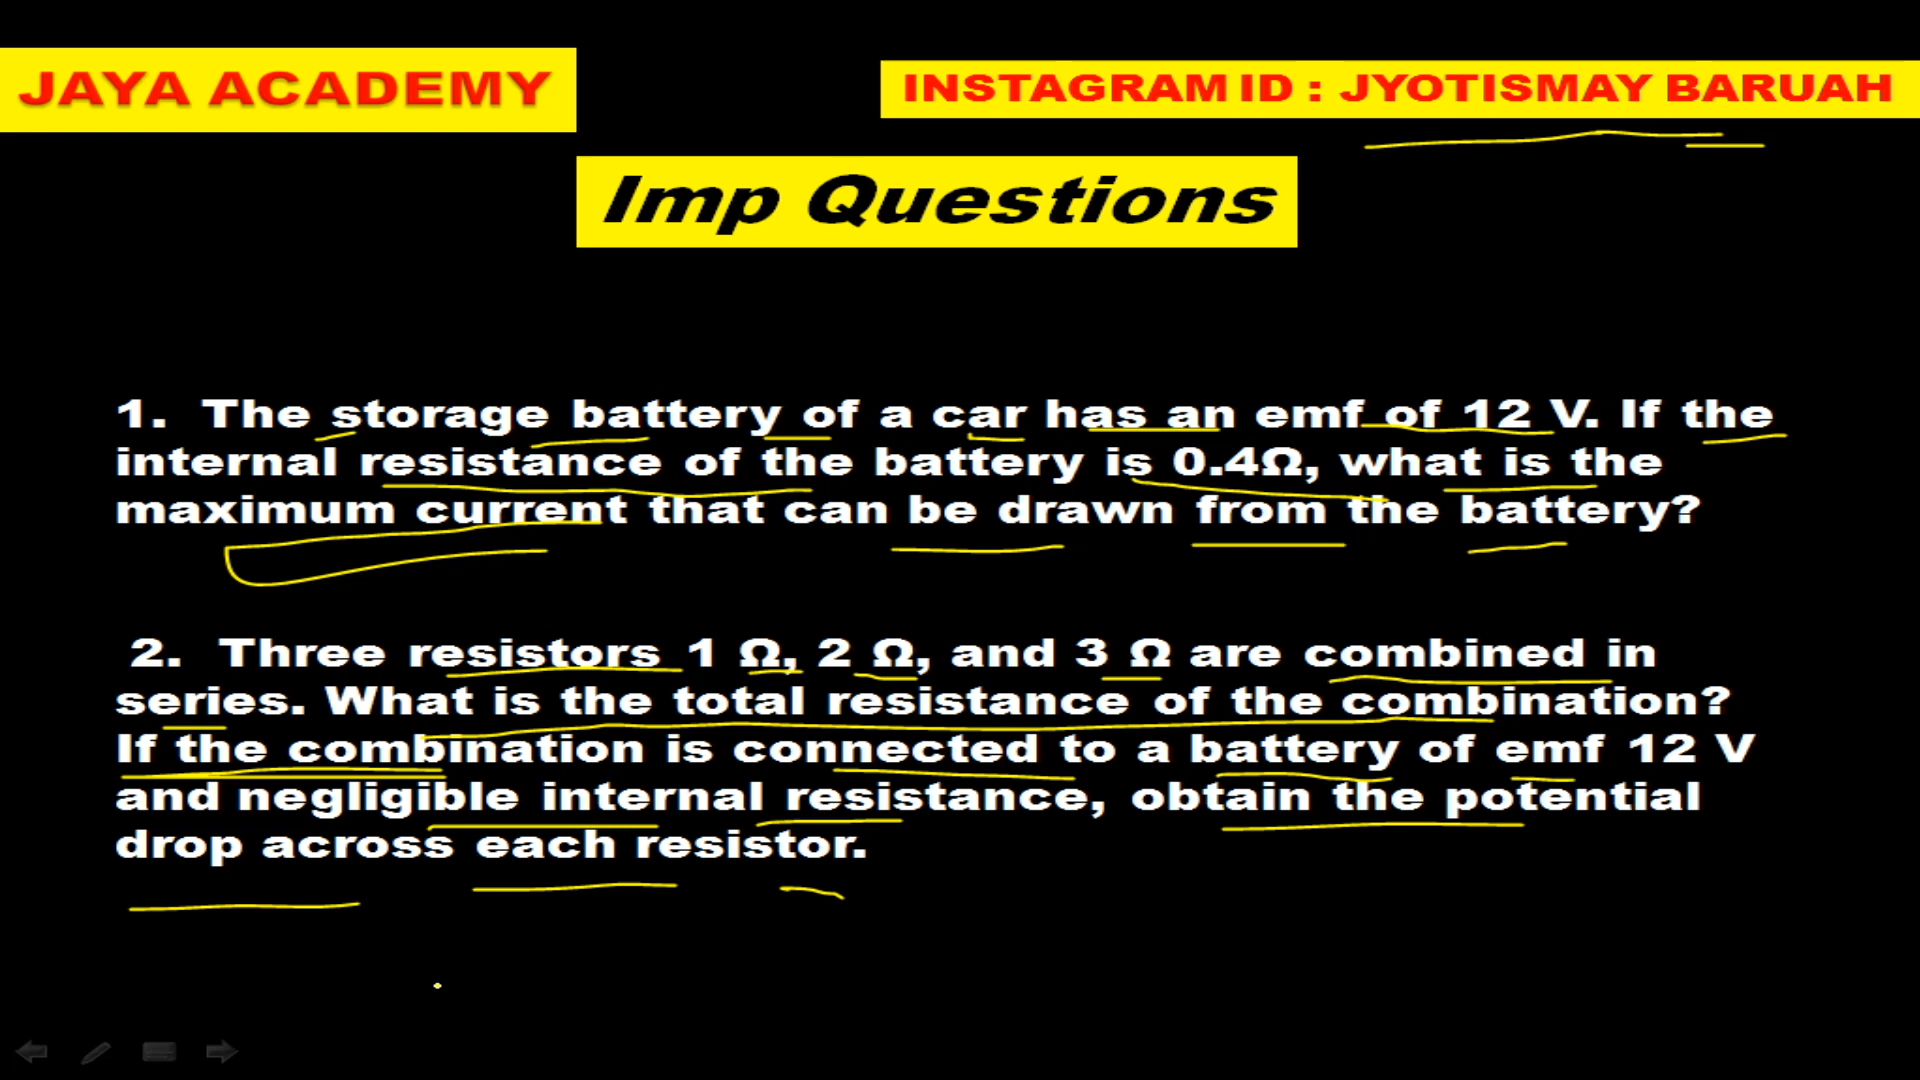 JAYA ACADEMY
INSTAGRAM ID : JYOTISMAY BARUAH
Imp Questions
1. The storage battery of a car has an emf of 12 V. If the
internal resistance of the battery is 0.4Ω, what is the
maximum current that can be drawn from the battery?
2. Three resistors 1 Ω, 2 Ω, and 3 Ω are combined in
series. What is the total resistance of the combination?
If the combination is connected to a battery of emf 12 V
and negligible internal resistance, obtain the potential
drop across each resistor.